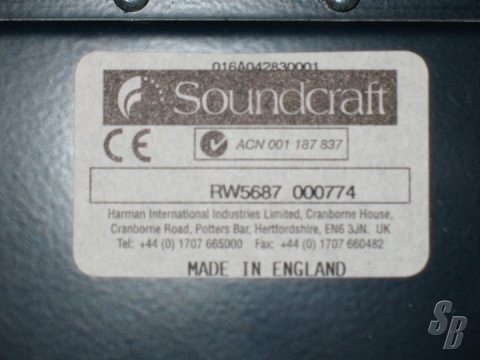 016A042830001
Soundcraft
CE ACN 001 187 837
RW5687 000774
Harman International Industries Limited, Cranborne House,
Cranborne Road, Potters Bar, Hertfordshire, EN6 3JN. UK
Tel: +44 (0) 1707 665000 Fax: +44 (0) 1707 660482
MADE IN ENGLAND
SB